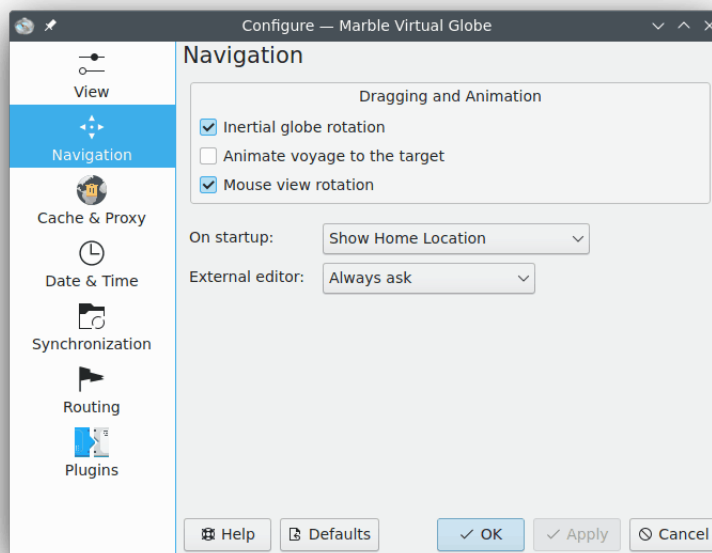 Configure — Marble Virtual Globe
View
Navigation
Cache & Proxy
Date & Time
Synchronization
Routing
Plugins
Navigation
Dragging and Animation
Inertial globe rotation
Animate voyage to the target
Mouse view rotation
On startup: Show Home Location
External editor: Always ask
Help Defaults OK Apply Cancel